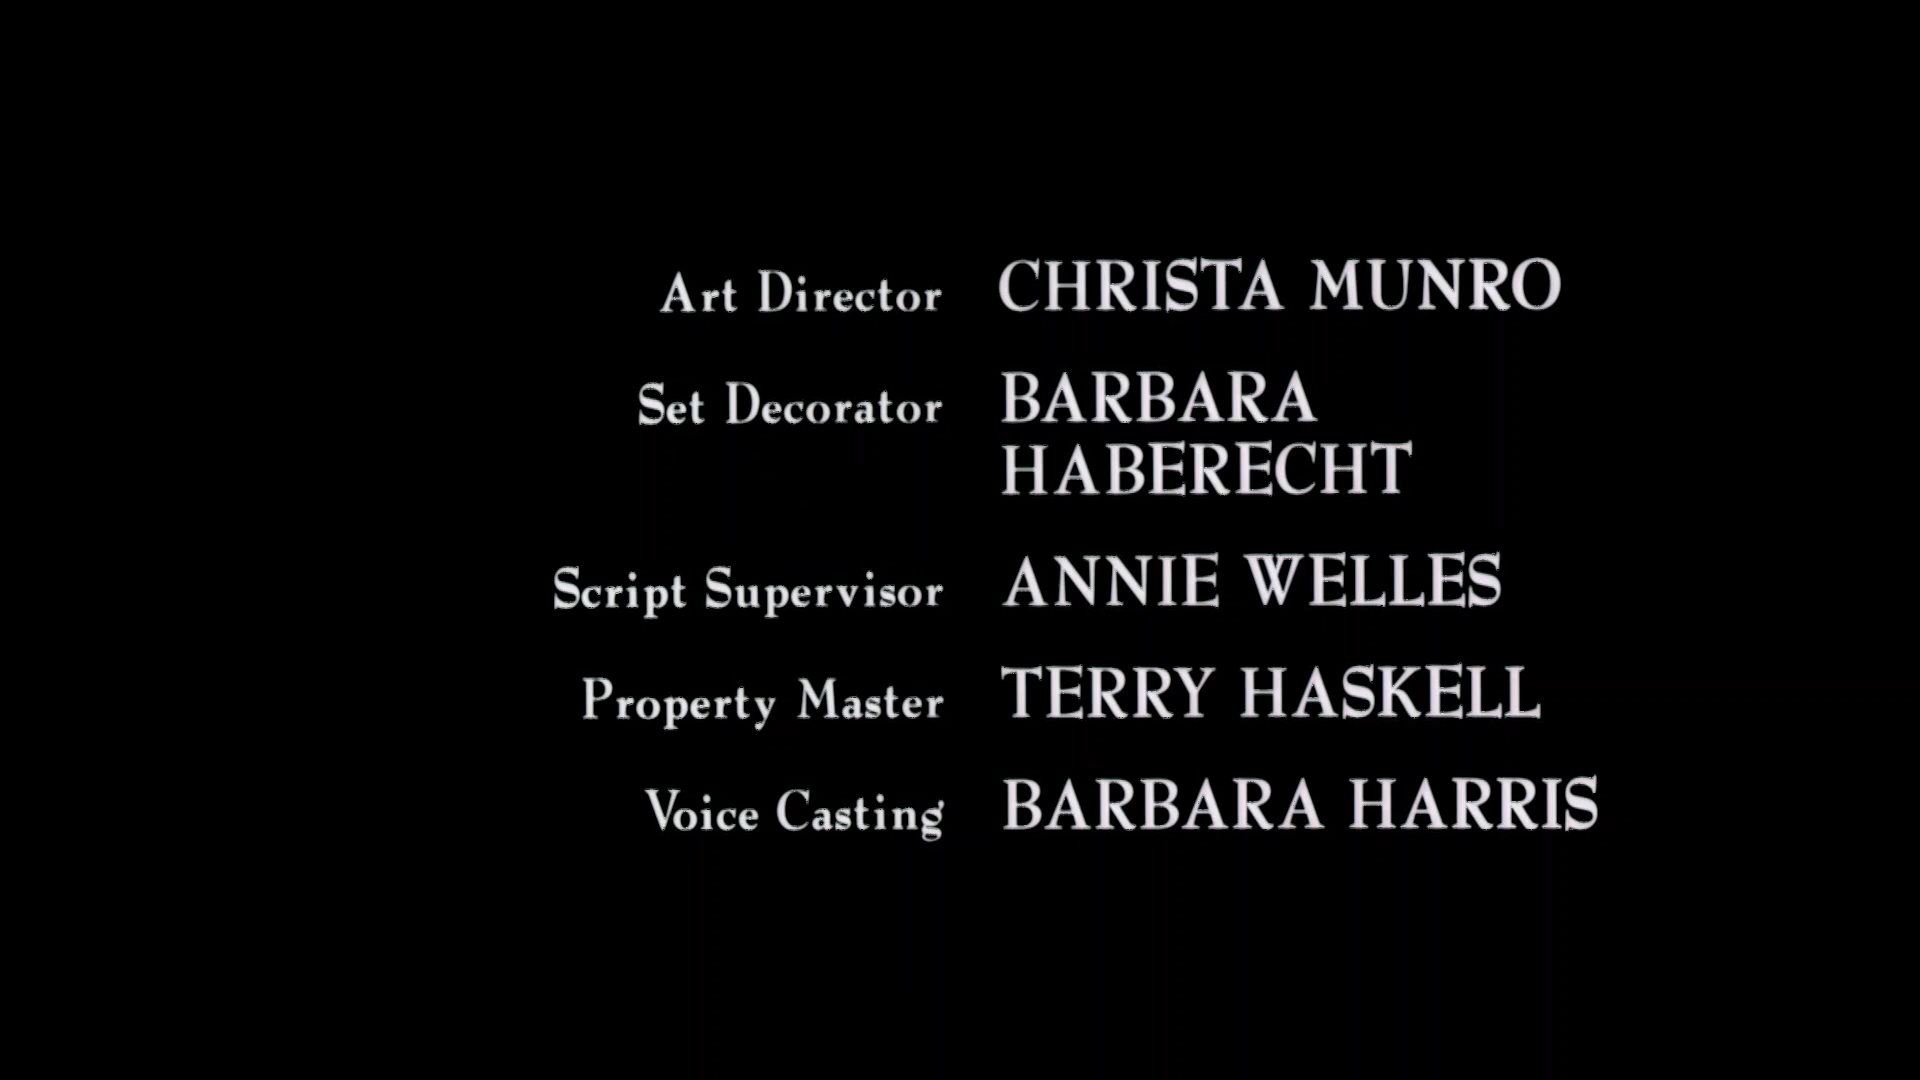 Art Director CHRISTA MUNRO
Set Decorator BARBARA
HABERECHT
Script Supervisor ANNIE WELLES
Property Master TERRY HASKELL
Voice Casting BARBARA HARRIS